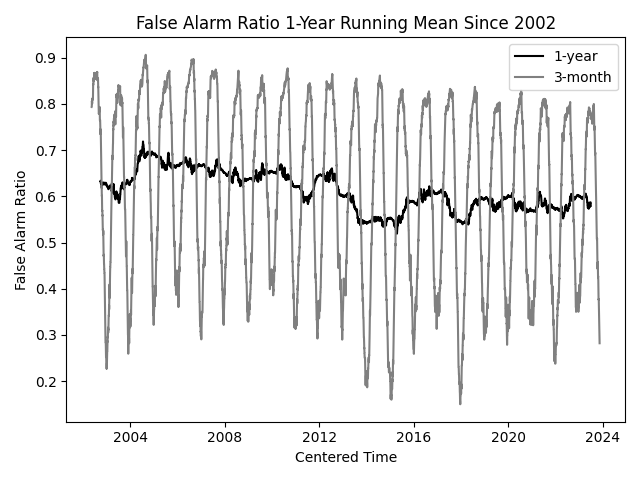 False Alarm Ratio 1-Year Running Mean Since 2002
1-year
3-month
0.9
0.8
0.7
0.6
0.5
0.4
0.3
0.2
False Alarm Ratio
2004 2008 2012 2016 2020 2024
Centered Time